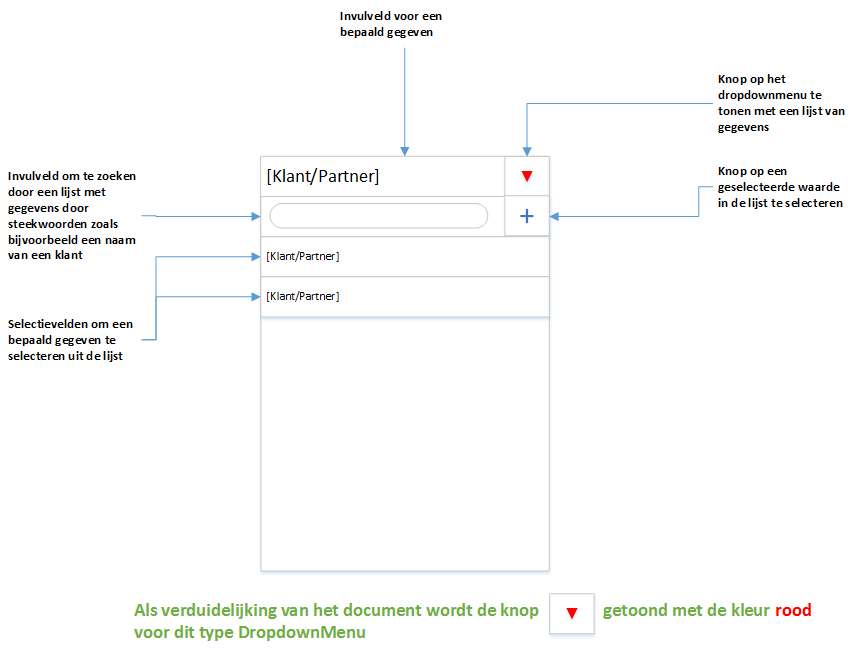 Invulveld voor een
bepaald gegeven
Knop op het
dropdownmenu te
tonen met een lijst van
gegevens
Invulveld om te zoeken
door een lijst met
gegevens door
steekwoorden zoals
bijvoorbeeld een naam
van een klant
[Klant/Partner]
▼
Knop op een
geselecteerde waarde
in de lijst te selecteren
+
[Klant/Partner]
[Klant/Partner]
Selectievelden om een
bepaald gegeven te
selecteren uit de lijst
Als verduidelijking van het document wordt de knop ▼ getoond met de kleur rood
voor dit type DropdownMenu